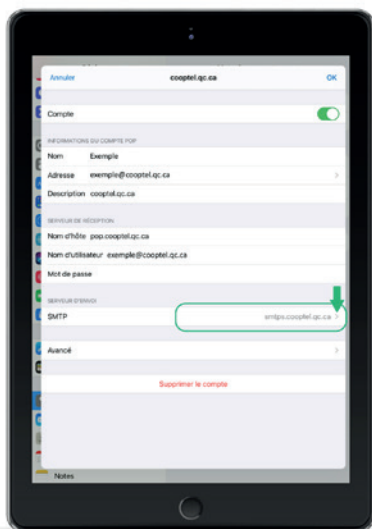 Annuler cooptel.qc.ca OK
Compte
INFORMATIONS DU COMPTE POP
Nom Exemple
Adresse exemple@cooptel.qc.ca
Description cooptel.qc.ca
SERVEUR DE RÉCEPTION
Nom d'hôte pop.cooptel.qc.ca
Nom d'utilisateur exemple@cooptel.qc.ca
Mot de passe
SERVEUR D'ENVOI
SMTP smtps.cooptel.qc.ca
Avancé
Supprimer le compte
Notes